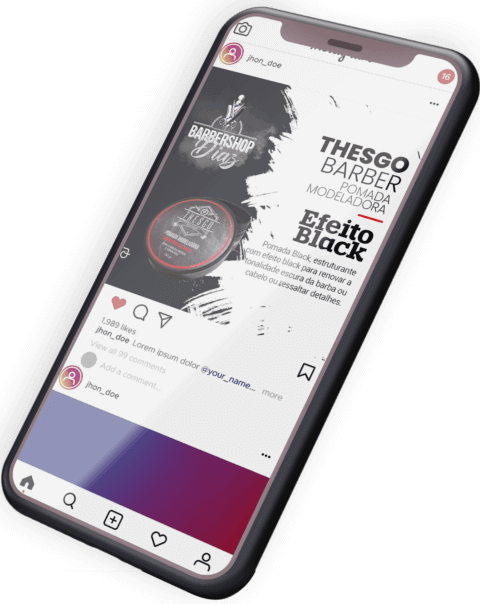 16
jhon_doe
BARBERSHOP
Diaz
THESGO
BARBER
POMADA
MODELADORA
Efeito
Black
THESGO
Pomada Black, estruturante
com efeito black para renovar a
tonalidade escura da barba ou
cabelo ou ressaltar detalhes.
1,989 likes
jhon_doe Lorem ipsum dolor @your_name... more
View all 99 comments
Add a comment...
jhon_doe